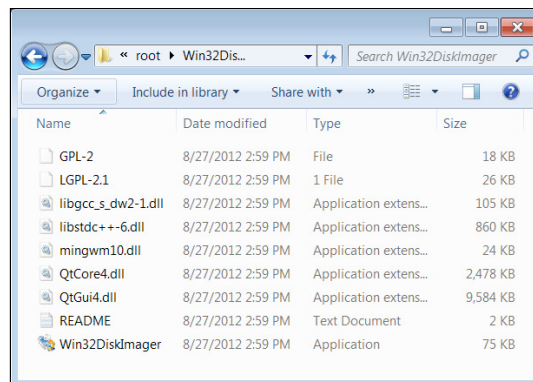 « root ▸ Win32Dis...
Search Win32DiskImager
Organize ▾ Include in library ▾ Share with ▾ »
Name Date modified Type Size
GPL-2 8/27/2012 2:59 PM File 18 KB
LGPL-2.1 8/27/2012 2:59 PM 1 File 26 KB
libgcc_s_dw2-1.dll 8/27/2012 2:59 PM Application extens... 105 KB
libstdc++-6.dll 8/27/2012 2:59 PM Application extens... 860 KB
mingwm10.dll 8/27/2012 2:59 PM Application extens... 24 KB
QtCore4.dll 8/27/2012 2:59 PM Application extens... 2,478 KB
QtGui4.dll 8/27/2012 2:59 PM Application extens... 9,584 KB
README 8/27/2012 2:59 PM Text Document 2 KB
Win32DiskImager 8/27/2012 2:59 PM Application 75 KB